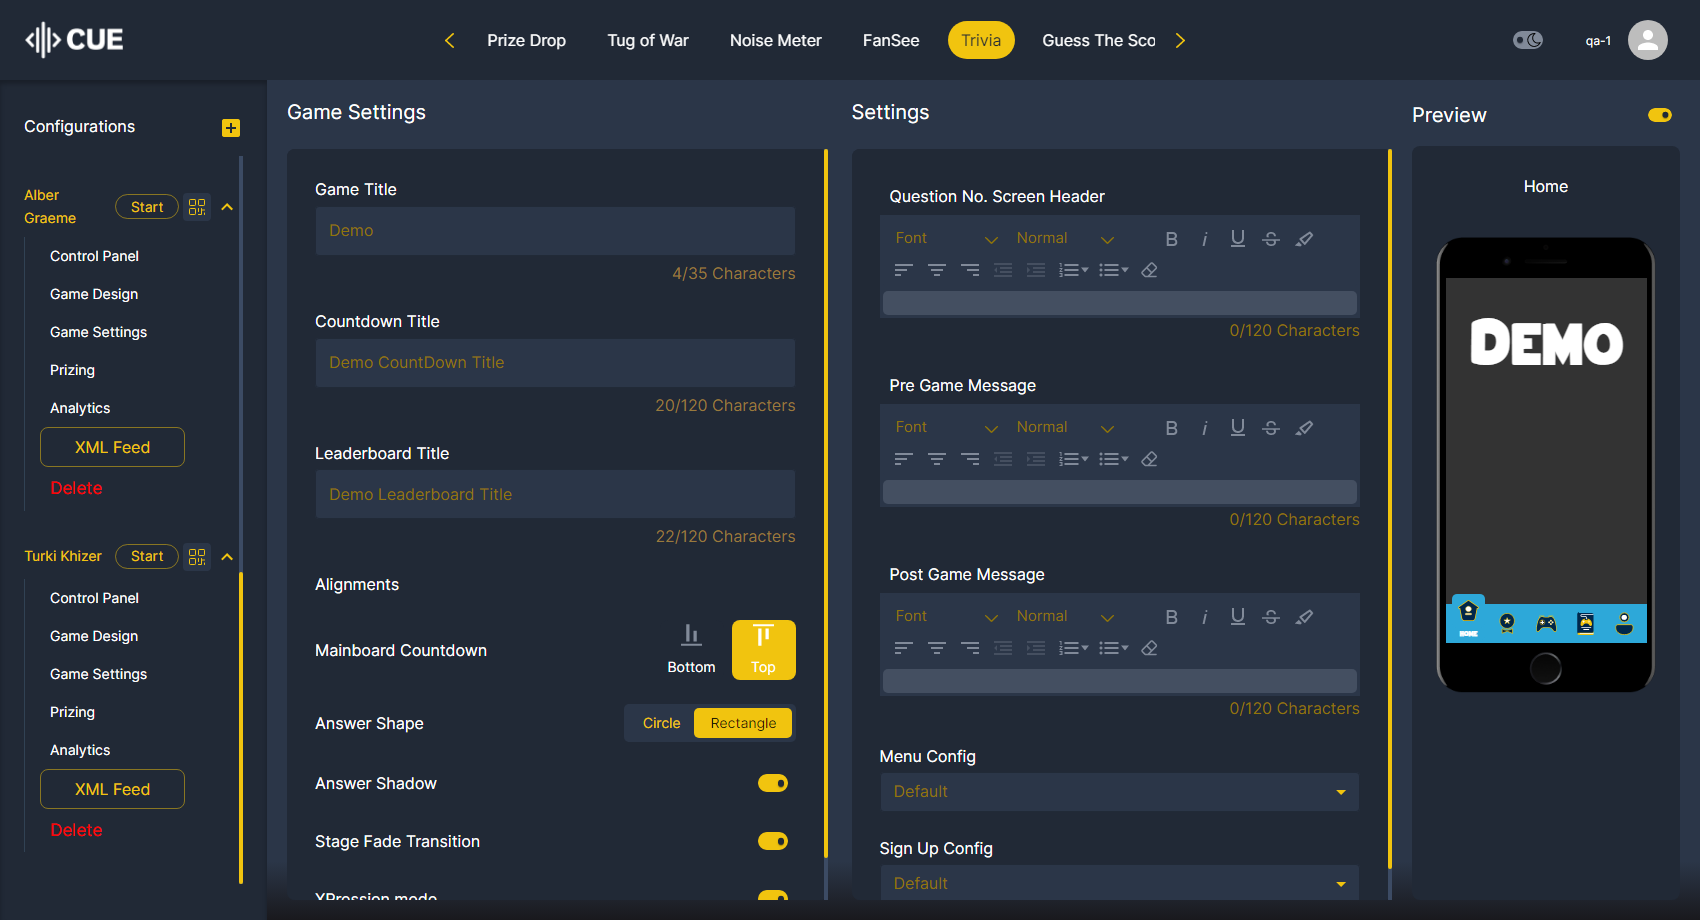 CUE
Prize Drop
Tug of War
Noise Meter
FanSee
Trivia
Guess The Sco
qa-1
Configurations
Alber
Graeme
Start
Control Panel
Game Design
Game Settings
Prizing
Analytics
XML Feed
Delete
Turki Khizer
Start
Control Panel
Game Design
Game Settings
Prizing
Analytics
XML Feed
Delete
Game Settings
Game Title
Demo
4/35 Characters
Countdown Title
Demo CountDown Title
20/120 Characters
Leaderboard Title
Demo Leaderboard Title
22/120 Characters
Alignments
Mainboard Countdown
Bottom
Top
Answer Shape
Circle
Rectangle
Answer Shadow
Stage Fade Transition
XPression mode
Settings
Question No. Screen Header
Font
Normal
0/120 Characters
Pre Game Message
Font
Normal
0/120 Characters
Post Game Message
Font
Normal
0/120 Characters
Menu Config
Default
Sign Up Config
Default
Preview
Home
DEMO
HOME